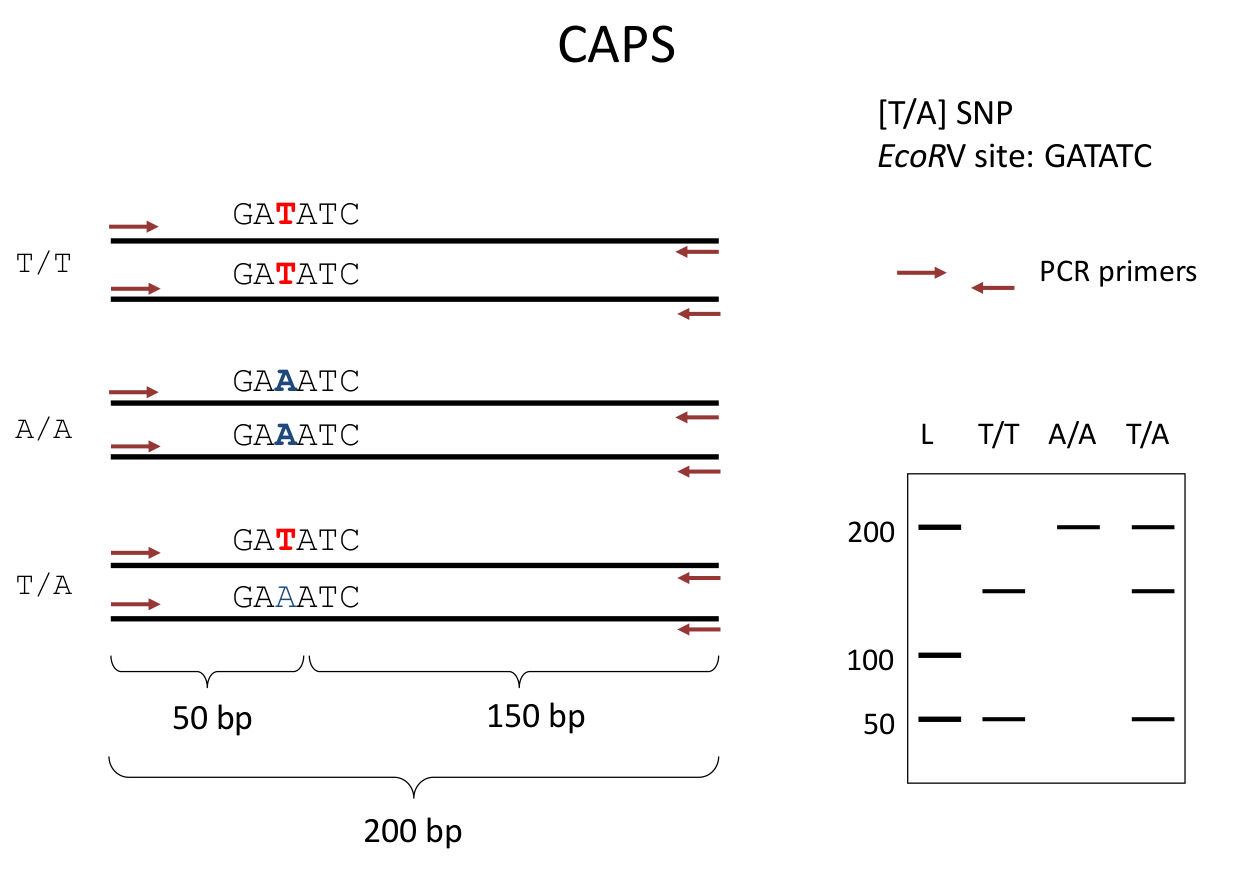 CAPS
[T/A] SNP
EcoRV site: GATATC
GATATC
T/T
GATATC
PCR primers
GAAATC
A/A
GAAATC
L T/T A/A T/A
GATATC
200
T/A
GAAATC
100
50 bp 150 bp
50
200 bp